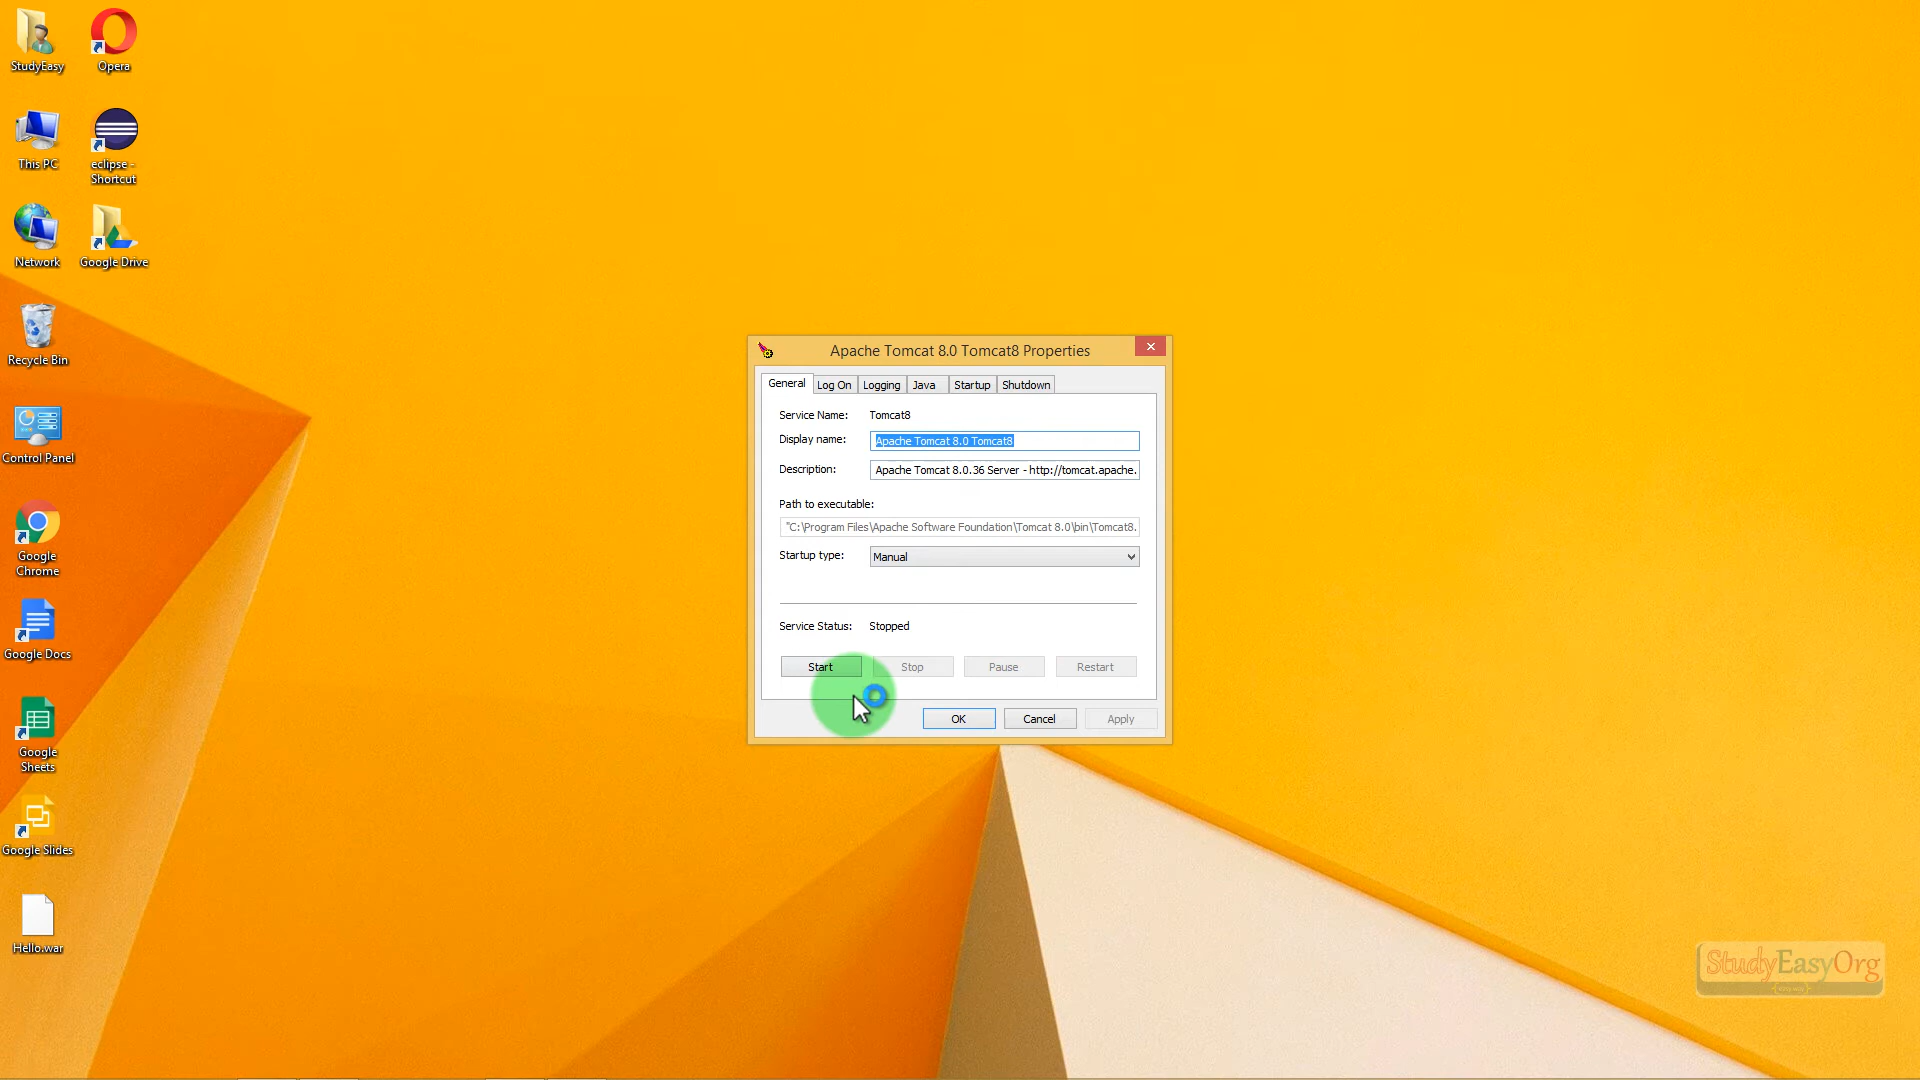 StudyEasy
Opera
This PC
eclipse -
Shortcut
Network
Google Drive
Recycle Bin
Control Panel
Google
Chrome
Google Docs
Google
Sheets
Google Slides
Hello.war
Apache Tomcat 8.0 Tomcat8 Properties
General
Log On
Logging
Java
Startup
Shutdown
Service Name: Tomcat8
Display name: Apache Tomcat 8.0 Tomcat8
Description: Apache Tomcat 8.0.36 Server - http://tomcat.apache.
Path to executable:
"C:\Program Files\Apache Software Foundation\Tomcat 8.0\bin\Tomcat8.
Startup type: Manual
Service Status: Stopped
Start
Stop
Pause
Restart
OK
Cancel
Apply
StudyEasyOrg